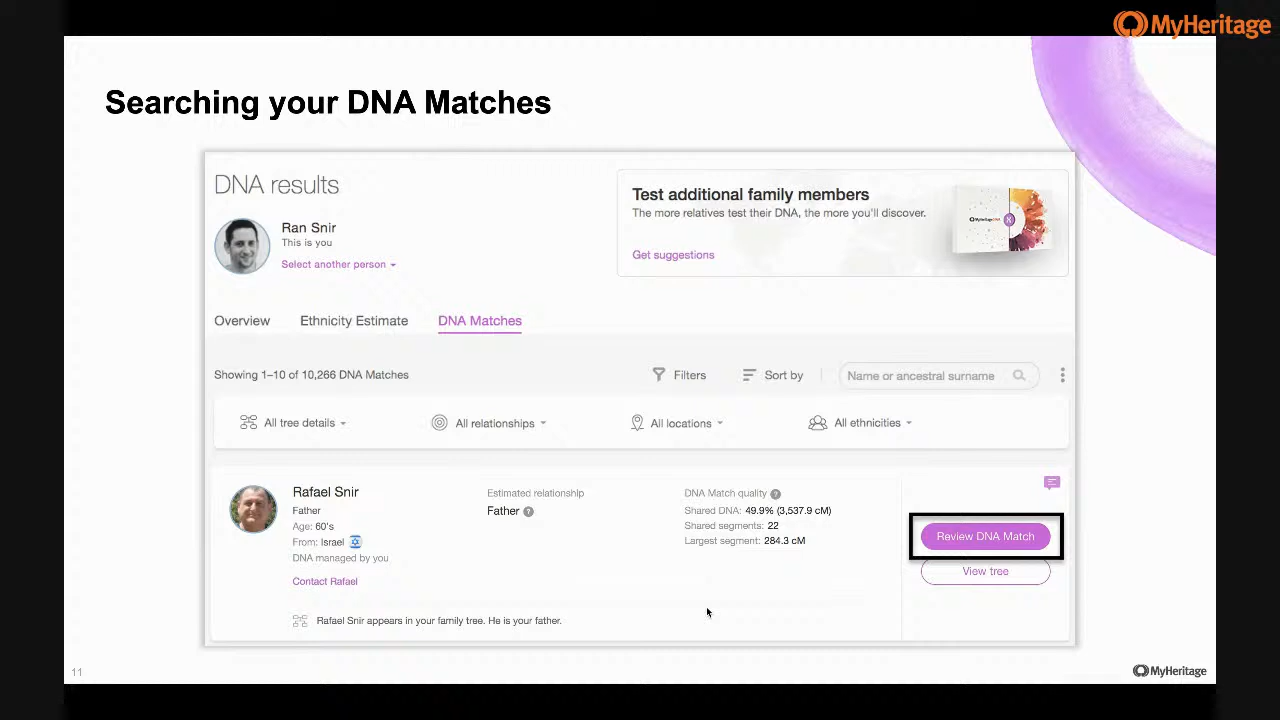 MyHeritage
Searching your DNA Matches
DNA results
Ran Snir
This is you
Select another person
Test additional family members
The more relatives test their DNA, the more you'll discover.
Get suggestions
Overview
Ethnicity Estimate
DNA Matches
Showing 1–10 of 10,266 DNA Matches
Filters
Sort by
Name or ancestral surname
All tree details
All relationships
All locations
All ethnicities
Rafael Snir
Father
Age: 60's
From: Israel
DNA managed by you
Contact Rafael
Estimated relationship
Father ?
DNA Match quality ?
Shared DNA: 49.9% (3,537.9 cM)
Shared segments: 22
Largest segment: 284.3 cM
Review DNA Match
View tree
Rafael Snir appears in your family tree. He is your father.
11
MyHeritage